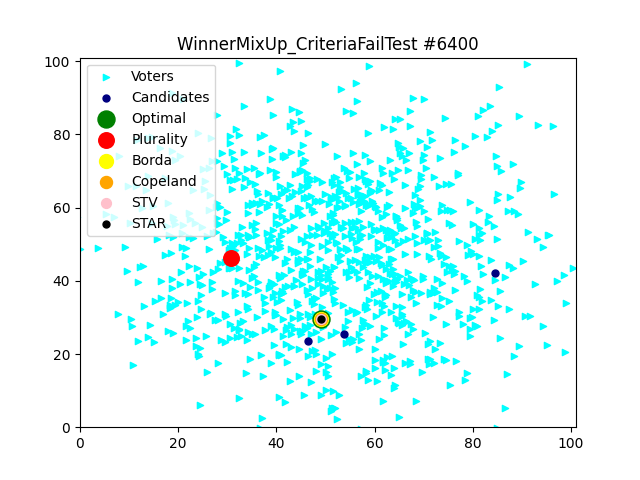 WinnerMixUp_CriteriaFailTest #6400
100
80
60
40
20
0
Voters
Candidates
Optimal
Plurality
Borda
Copeland
STV
STAR
0 20 40 60 80 100